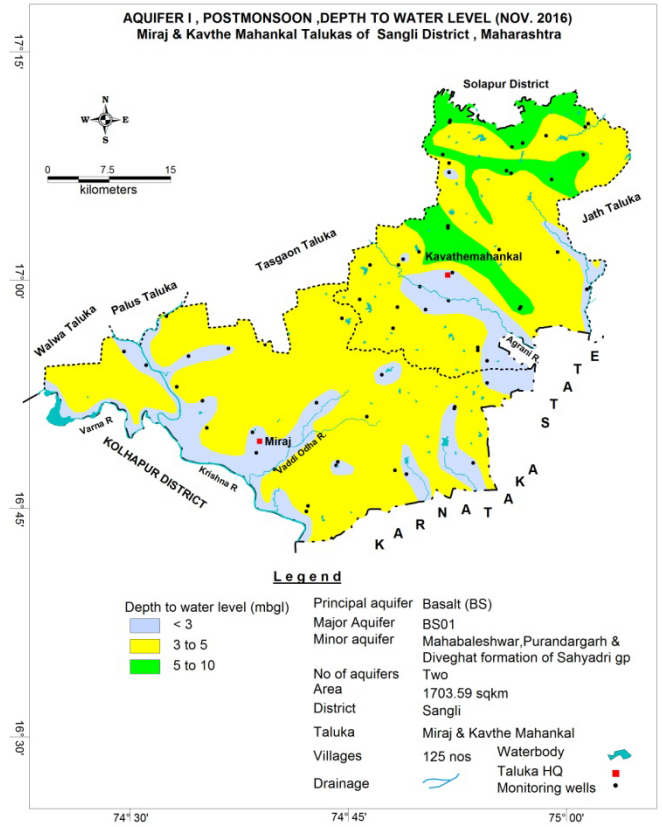 AQUIFER I , POSTMONSOON ,DEPTH TO WATER LEVEL (NOV. 2016)
Miraj & Kavthe Mahankal Talukas of Sangli District , Maharashtra
17° 15'
Solapur District
N
W E
S
0 7.5 15
kilometers
Jath Taluka
Tasgaon Taluka
Kavathemahankal
17° 00'
Palus Taluka
Walwa Taluka
Agrani R.
Varna R
Miraj
Vaddi Odha R.
KOLHAPUR DISTRICT
Krishna R
16° 45'
KARNATAKA STATE
Legend
Depth to water level (mbgl)
< 3
3 to 5
5 to 10
Principal aquifer Basalt (BS)
Major Aquifer BS01
Minor aquifer Mahabaleshwar,Purandargarh &
Diveghat formation of Sahyadri gp
No of aquifers Two
Area 1703.59 sqkm
District Sangli
Taluka Miraj & Kavthe Mahankal
Villages 125 nos
Drainage
Waterbody
Taluka HQ
Monitoring wells
16° 30'
74° 30' 74° 45' 75° 00'